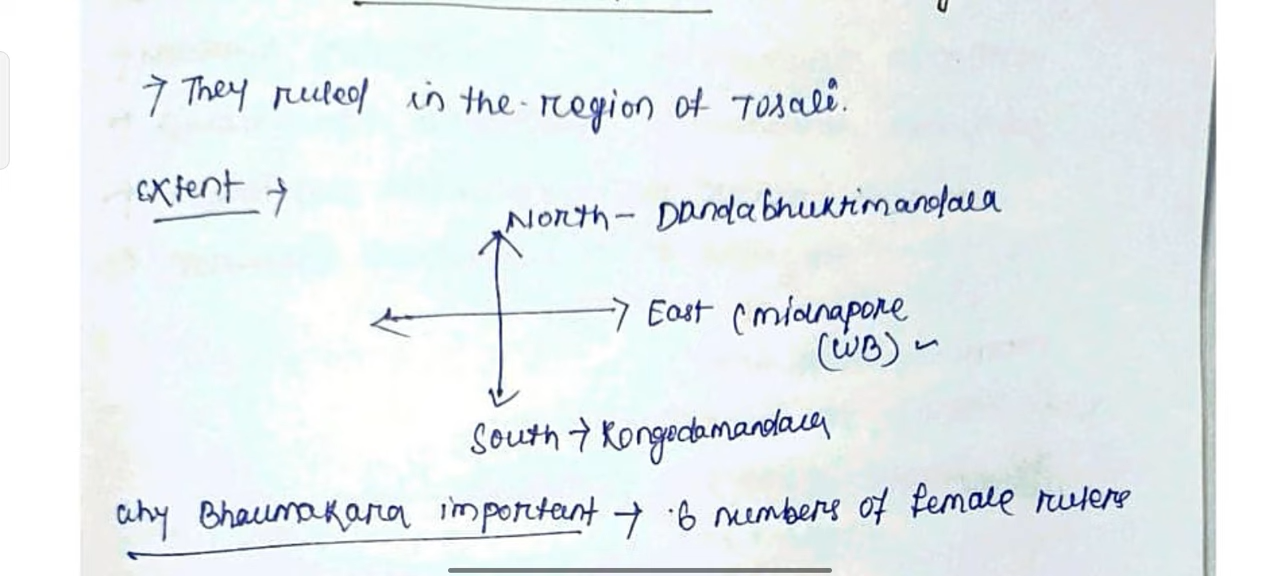 → They ruled in the region of Tosali.
Extent →
North - Dandabhuktimandala
East (midnapore
(WB)
South → Kongodamandala
why Bhaumakara important → 6 numbers of female rulers